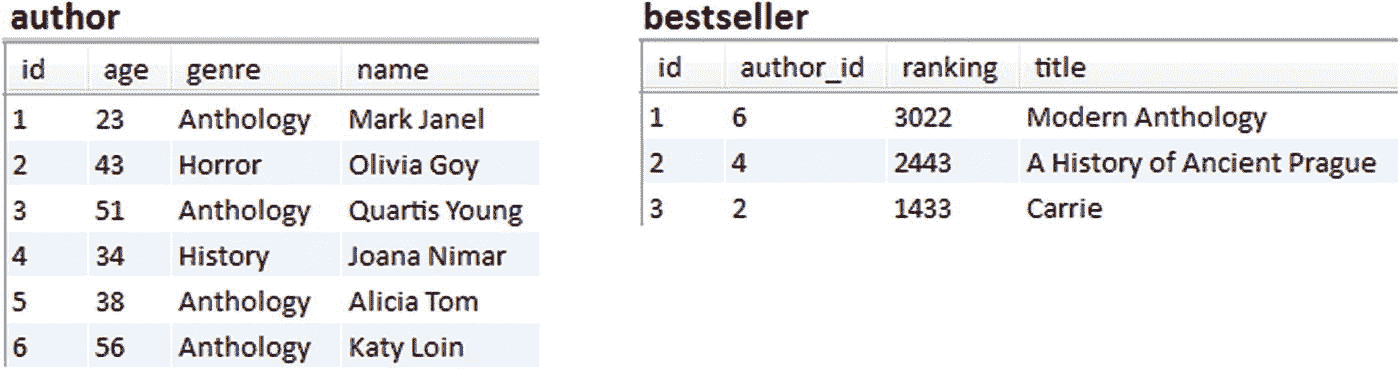 author
id age genre name
1 23 Anthology Mark Janel
2 43 Horror Olivia Goy
3 51 Anthology Quartis Young
4 34 History Joana Nimar
5 38 Anthology Alicia Tom
6 56 Anthology Katy Loin
bestseller
id author_id ranking title
1 6 3022 Modern Anthology
2 4 2443 A History of Ancient Prague
3 2 1433 Carrie